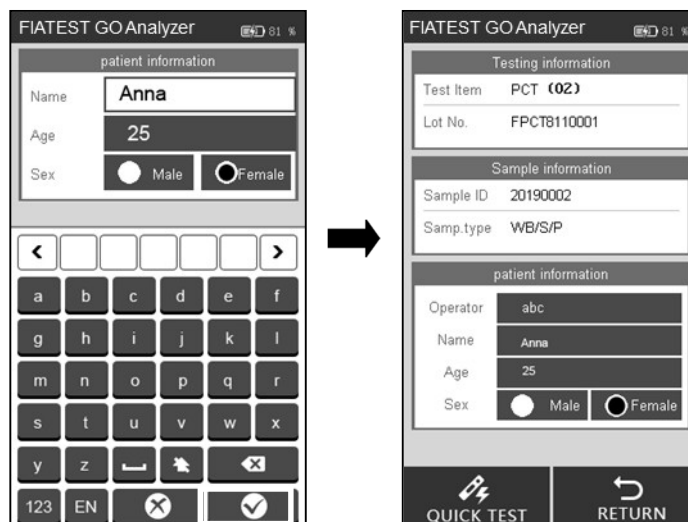 FIATEST GO Analyzer 81 %
patient information
Name Anna
Age 25
Sex Male Female
a b c d e f
g h i j k l
m n o p q r
s t u v w x
y z
123 EN
FIATEST GO Analyzer 81 %
Testing information
Test Item PCT (02)
Lot No. FPCT8110001
Sample information
Sample ID 20190002
Samp.type WB/S/P
patient information
Operator abc
Name Anna
Age 25
Sex Male Female
QUICK TEST RETURN